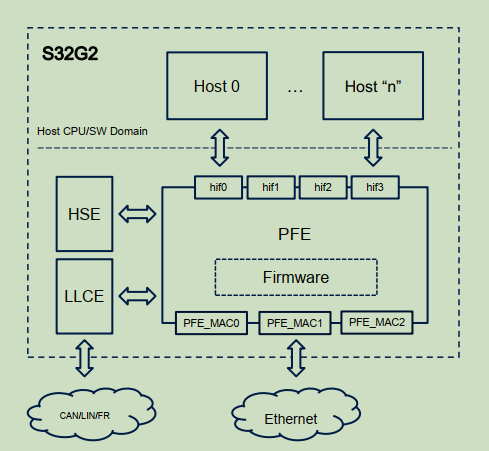 S32G2
Host 0
...
Host “n”
Host CPU/SW Domain
hif0
hif1
hif2
hif3
HSE
PFE
LLCE
Firmware
PFE_MAC0
PFE_MAC1
PFE_MAC2
CAN/LIN/FR
Ethernet